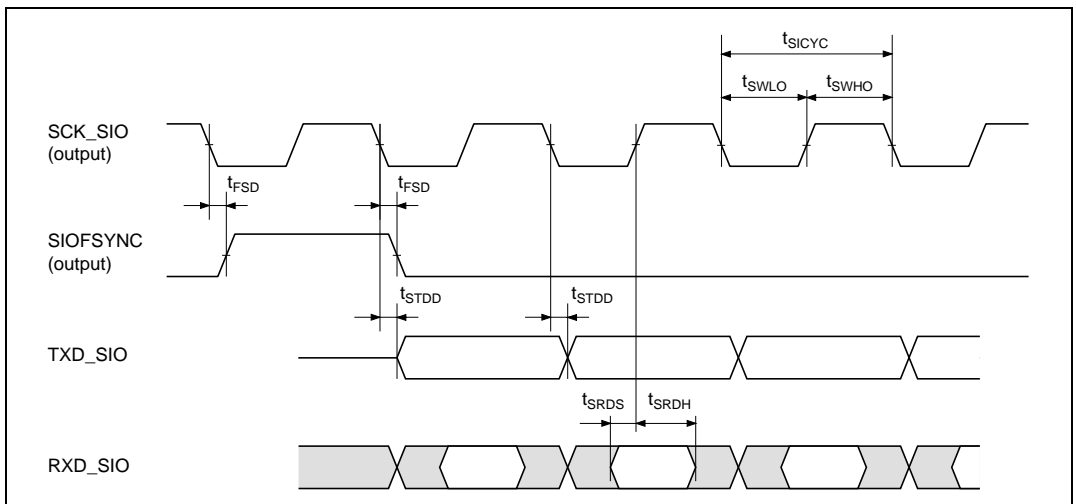 tSICYC
tSWLO tSWHO
SCK_SIO
(output)
tFSD tFSD
SIOFSYNC
(output)
tSTDD tSTDD
TXD_SIO
tSRDS tSRDH
RXD_SIO